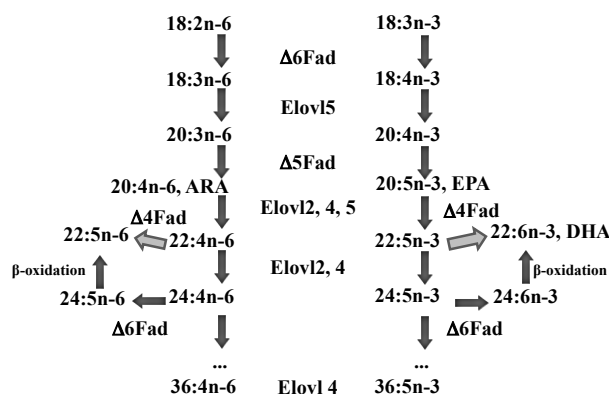 18:2n-6 18:3n-3
Δ6Fad
18:3n-6 18:4n-3
Elovl5
20:3n-6 20:4n-3
Δ5Fad
20:4n-6, ARA 20:5n-3, EPA
Elovl2, 4, 5
Δ4Fad Δ4Fad
22:5n-6 22:4n-6 22:5n-3 22:6n-3, DHA
Elovl2, 4
β-oxidation β-oxidation
24:5n-6 24:4n-6 24:5n-3 24:6n-3
Δ6Fad Δ6Fad
... ...
36:4n-6 Elovl 4 36:5n-3